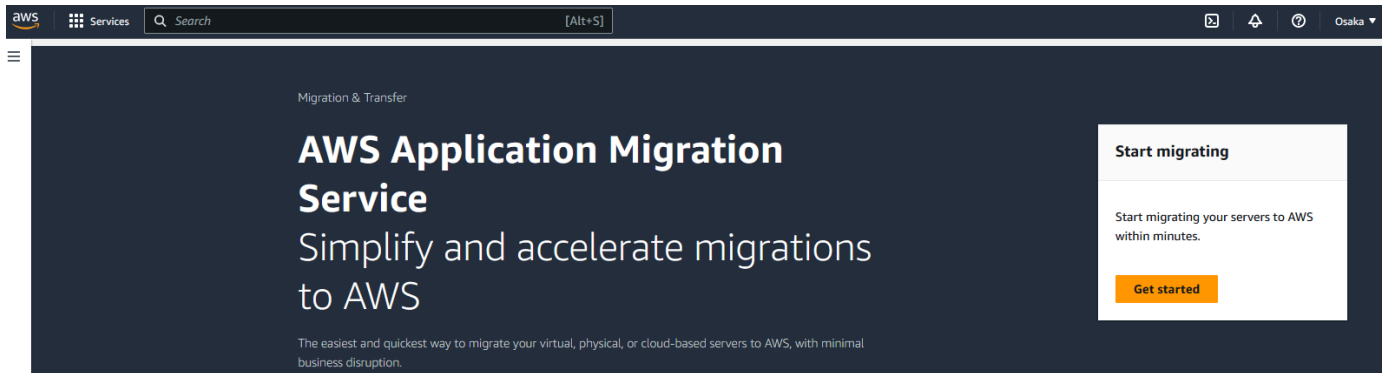 aws Services Search [Alt+S] Osaka
Migration & Transfer
AWS Application Migration
Service
Simplify and accelerate migrations
to AWS
The easiest and quickest way to migrate your virtual, physical, or cloud-based servers to AWS, with minimal
business disruption.
Start migrating
Start migrating your servers to AWS
within minutes.
Get started